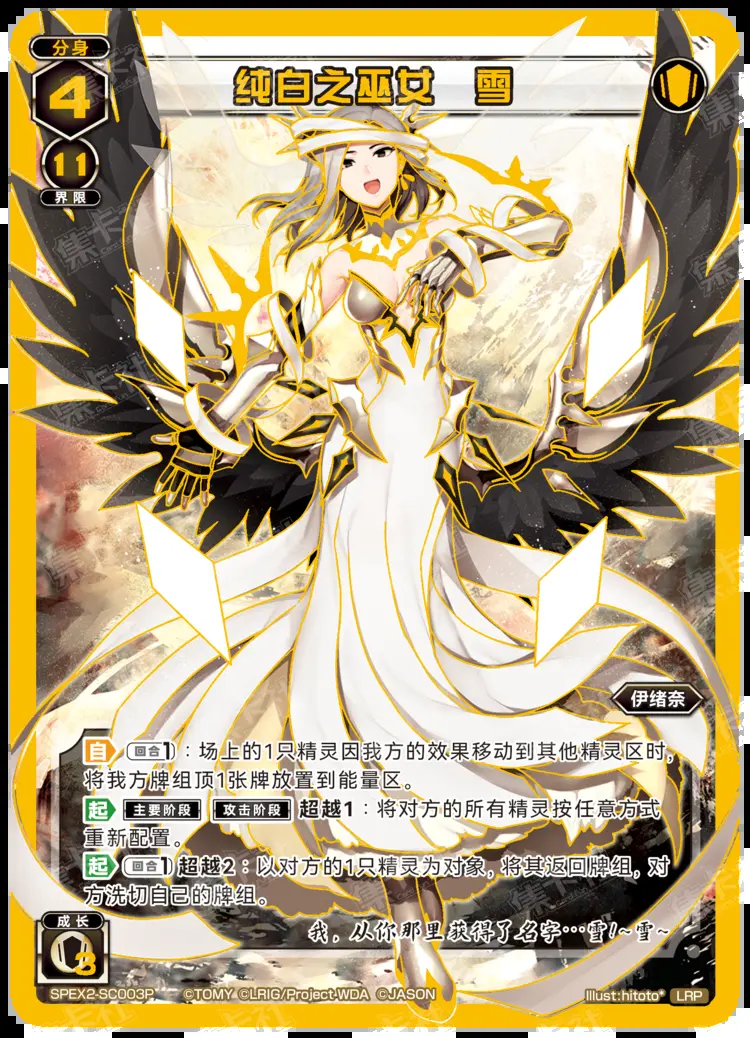 分身
4
纯白之巫女 雪
11
界限
伊绪奈
自 回合1：场上的1只精灵因我方的效果移动到其他精灵区时,
将我方牌组顶1张牌放置到能量区。
起 主要阶段 攻击阶段 超越1：将对方的所有精灵按任意方式
重新配置。
起 回合1 超越2：以对方的1只精灵为对象, 将其返回牌组, 对
方洗切自己的牌组。
我, 从你那里获得了名字…雪!~雪~
成长
3
SPEX2-SC003P ©TOMY ©LRIG/Project-WDA ©JASON Illust:hitoto* LRP
集卡社